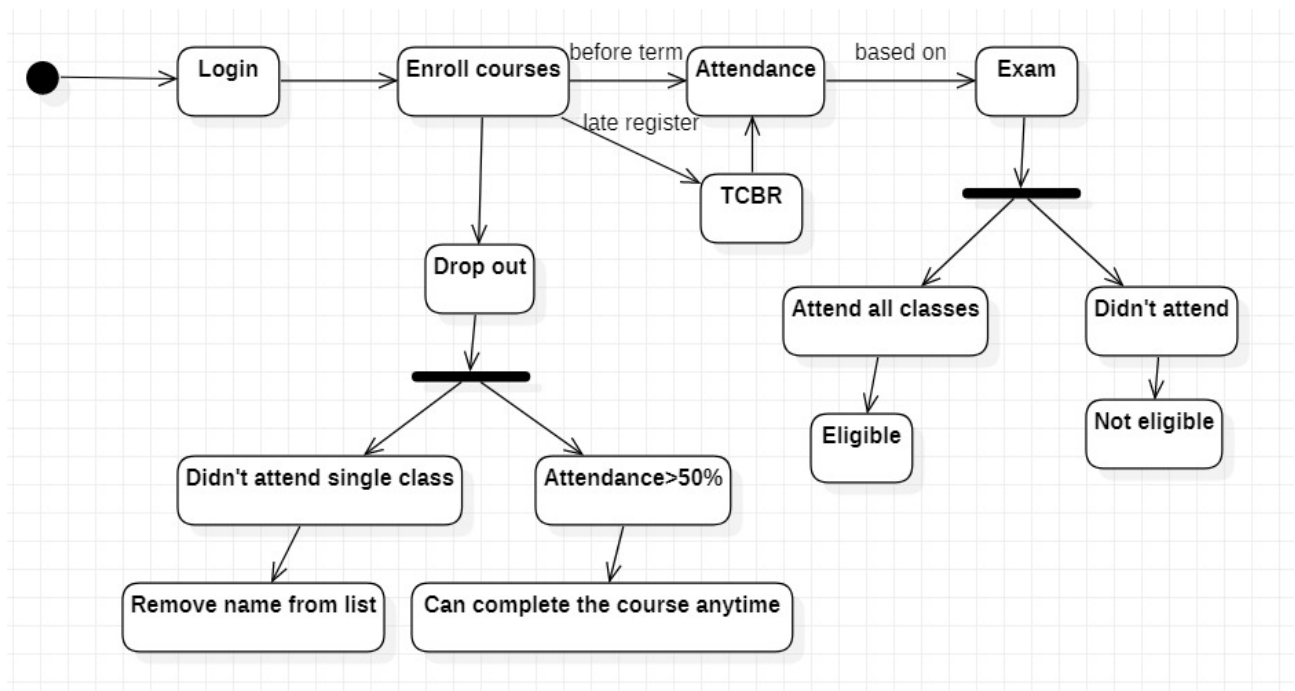 Login
Enroll courses
before term
Attendance
based on
Exam
late register
TCBR
Drop out
Attend all classes
Didn't attend
Eligible
Not eligible
Didn't attend single class
Attendance>50%
Remove name from list
Can complete the course anytime